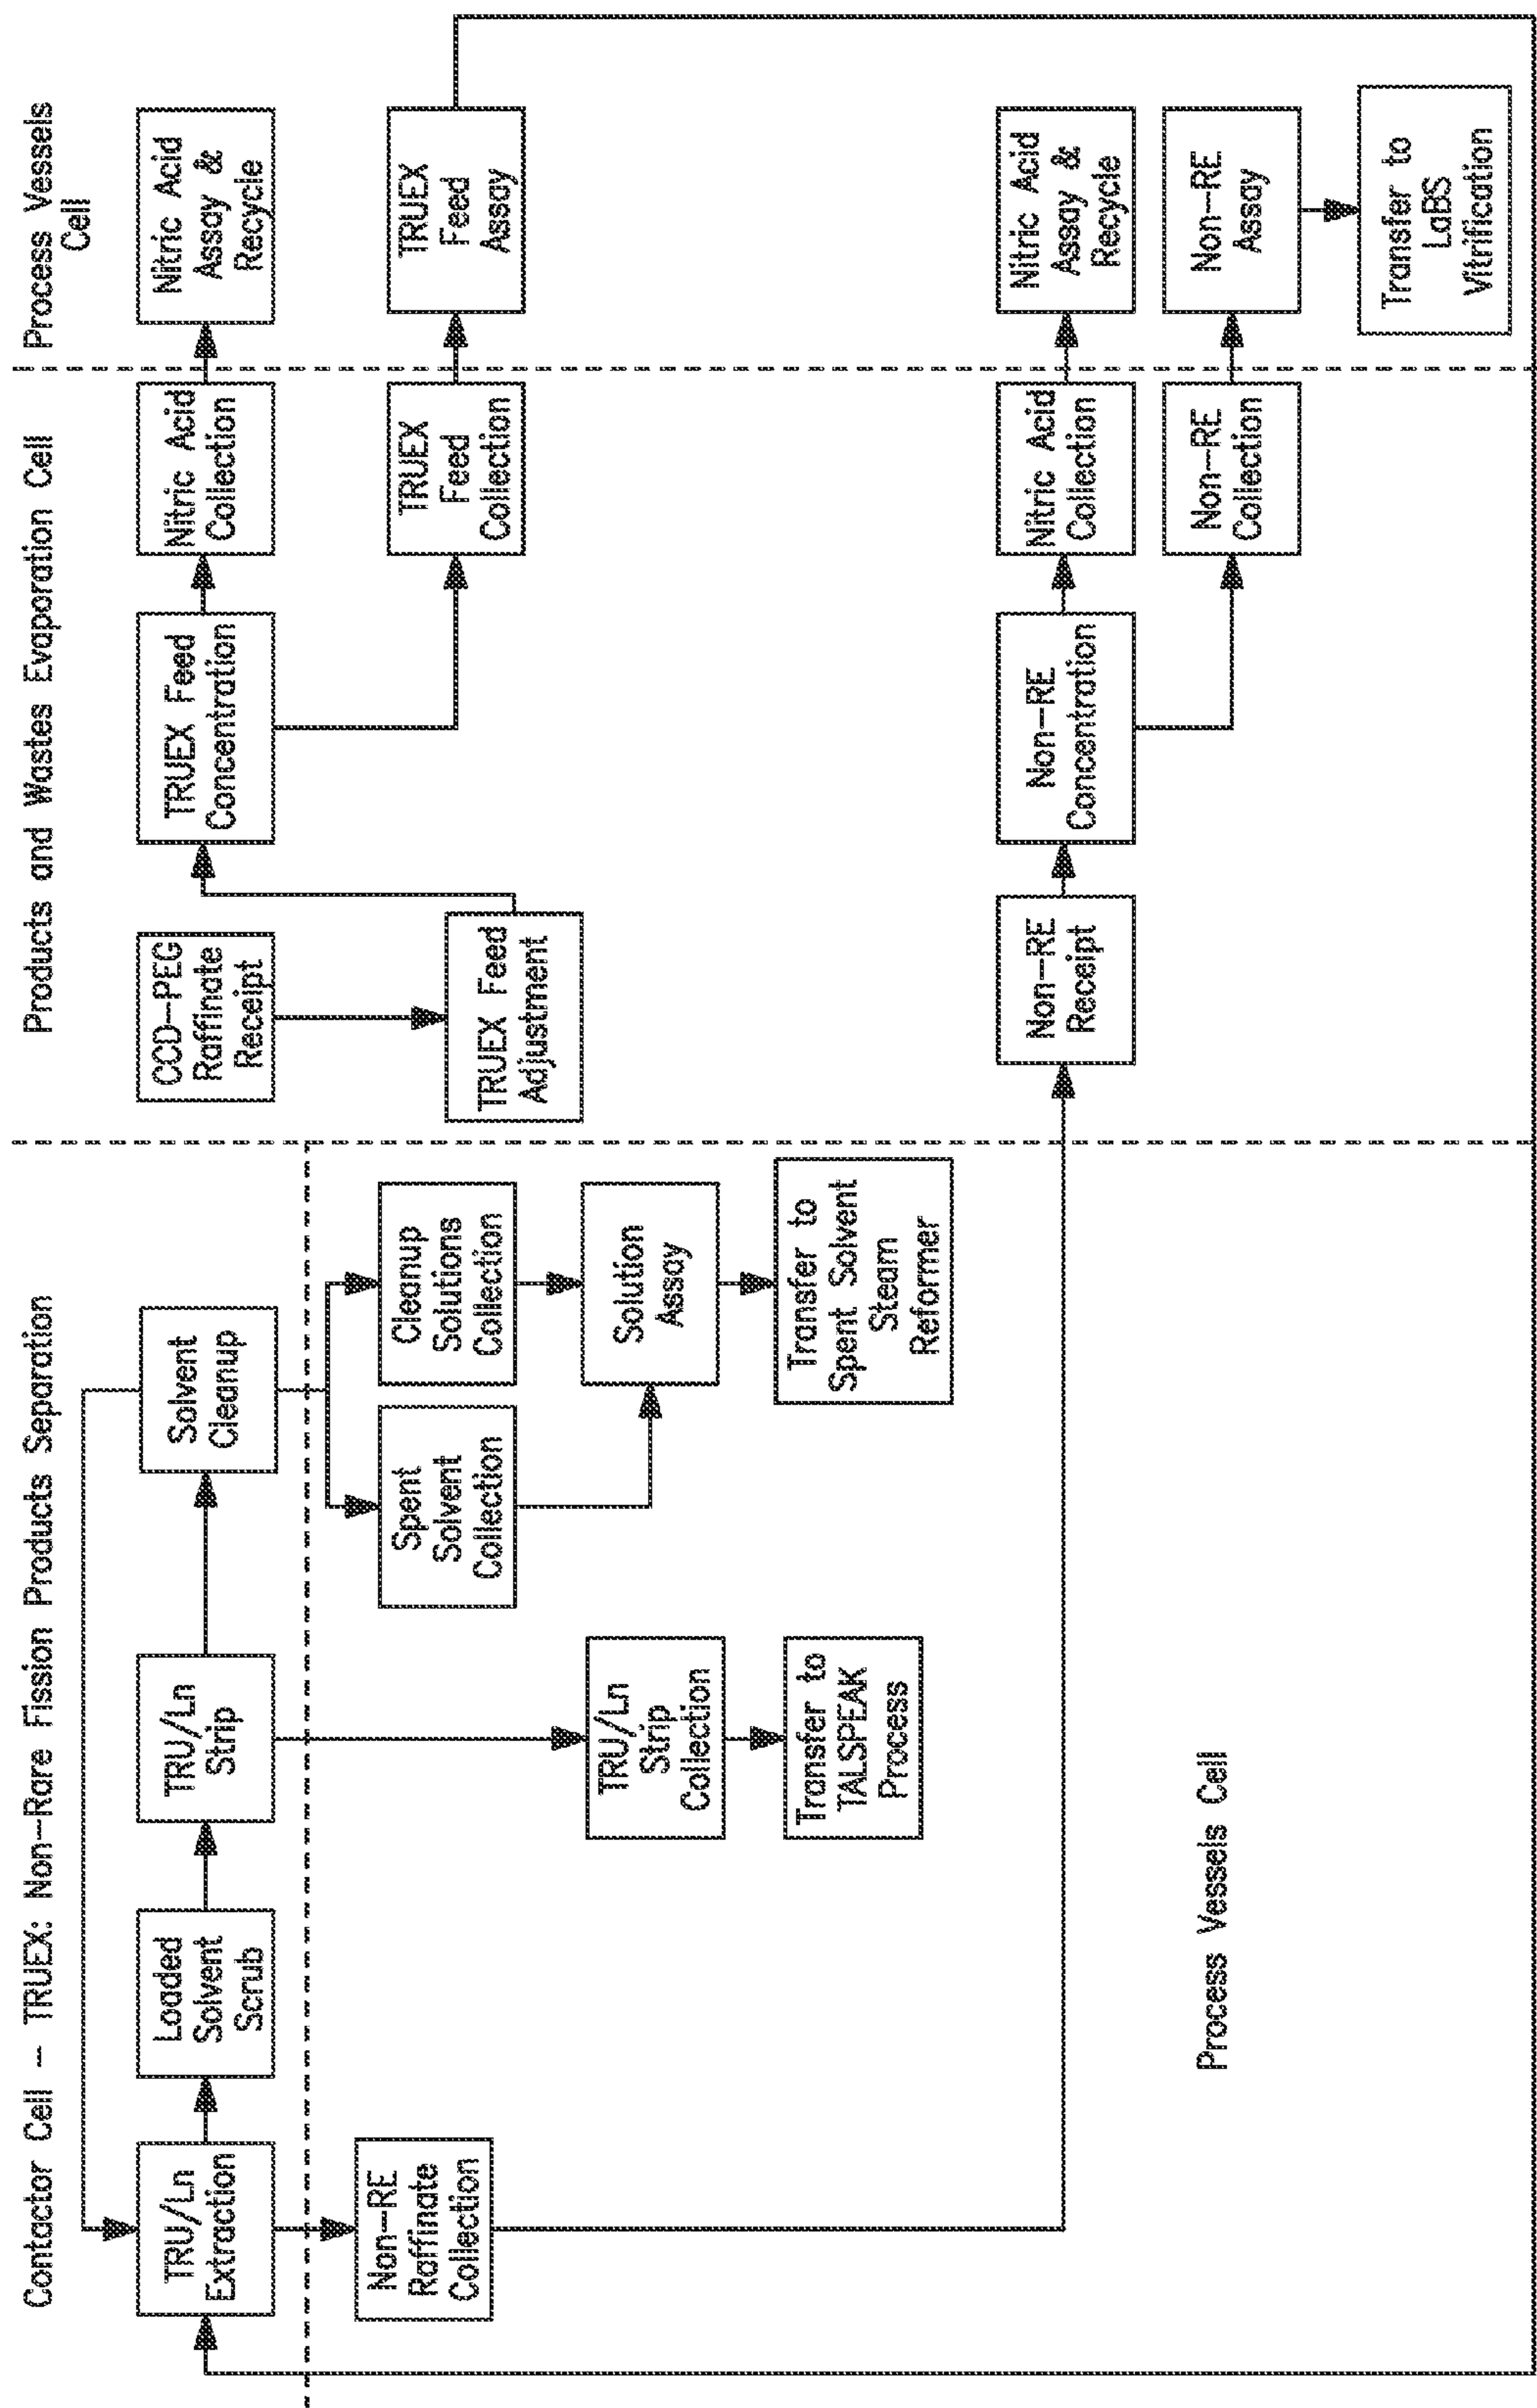 Contactor Cell - TRUEX: Non-Rare Fission Products Separation
Products and Wastes Evaporation Cell
Process Vessels
Cell
TRU/Ln
Extraction
Loaded
Solvent
Scrub
TRU/Ln
Strip
Solvent
Cleanup
CCD-PEG
Raffinate
Receipt
TRUEX Feed
Concentration
Nitric Acid
Collection
Nitric Acid
Assay &
Recycle
Non-RE
Raffinate
Collection
Spent
Solvent
Collection
Cleanup
Solutions
Collection
TRUEX Feed
Adjustment
TRUEX
Feed
Collection
TRUEX
Feed
Assay
TRU/Ln
Strip
Collection
Solution
Assay
Transfer to
TALSPEAK
Process
Transfer to
Spent Solvent
Steam
Reformer
Non-RE
Receipt
Non-RE
Concentration
Nitric Acid
Collection
Nitric Acid
Assay &
Recycle
Non-RE
Collection
Non-RE
Assay
Process Vessels Cell
Transfer to
LaBS
Vitrification